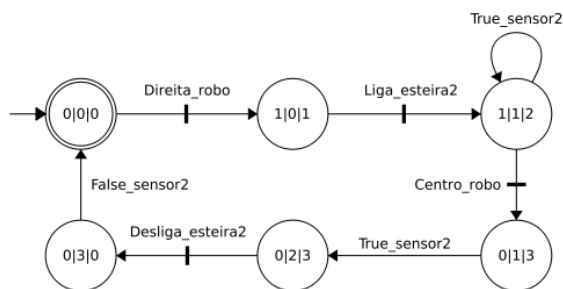 True_sensor2
Direita_robo
Liga_esteira2
0|0|0
1|0|1
1|1|2
False_sensor2
Centro_robo
Desliga_esteira2
True_sensor2
0|3|0
0|2|3
0|1|3